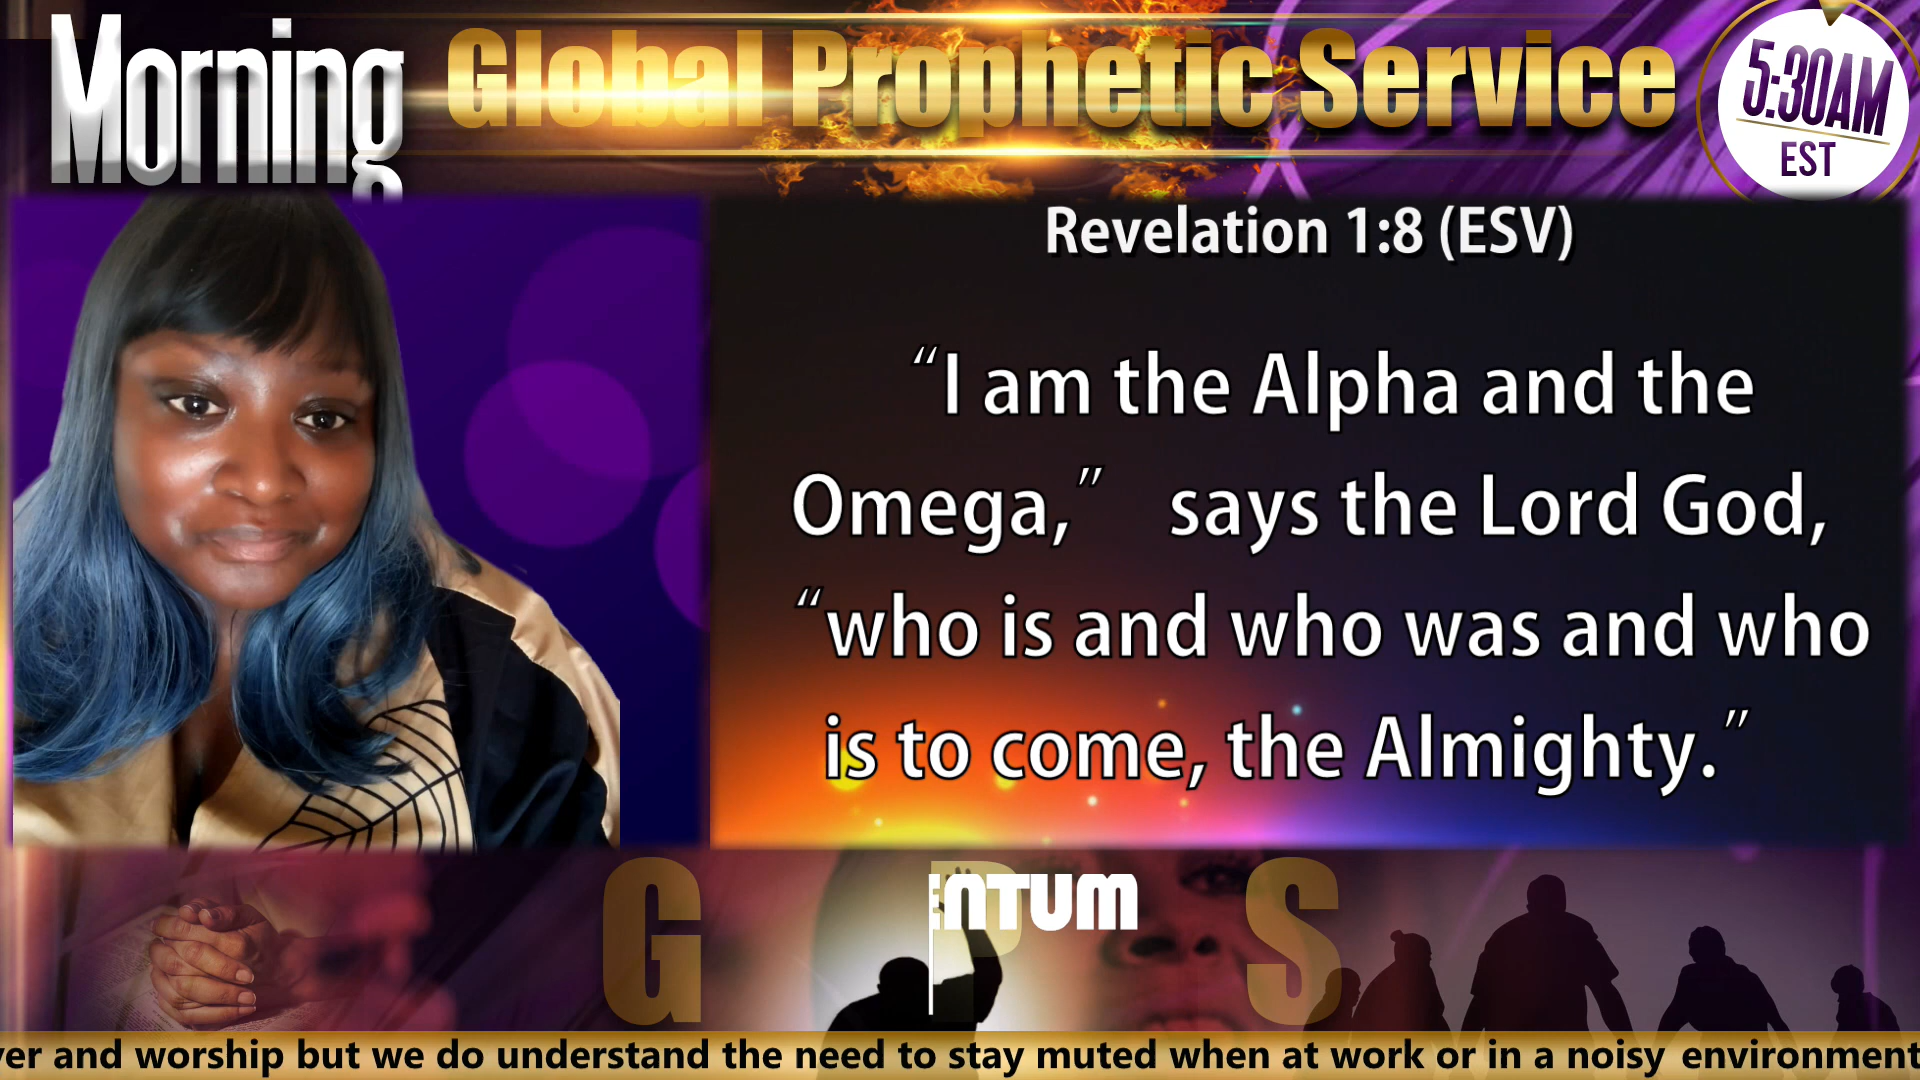 Morning
Global Prophetic Service
5:30AM
EST
Revelation 1:8 (ESV)
“I am the Alpha and the
Omega,” says the Lord God,
“who is and who was and who
is to come, the Almighty.”
G P S
ENTUM
yer and worship but we do understand the need to stay muted when at work or in a noisy environment